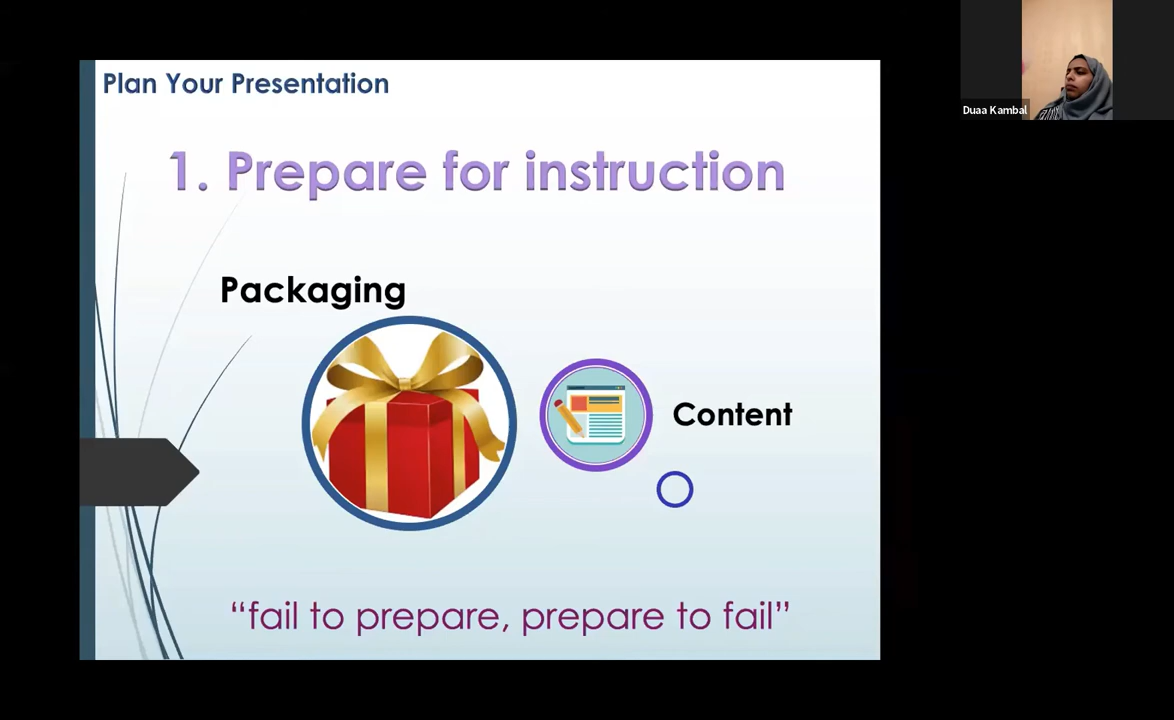 Plan Your Presentation
Duaa Kambal
1. Prepare for instruction
Packaging
Content
“fail to prepare, prepare to fail”